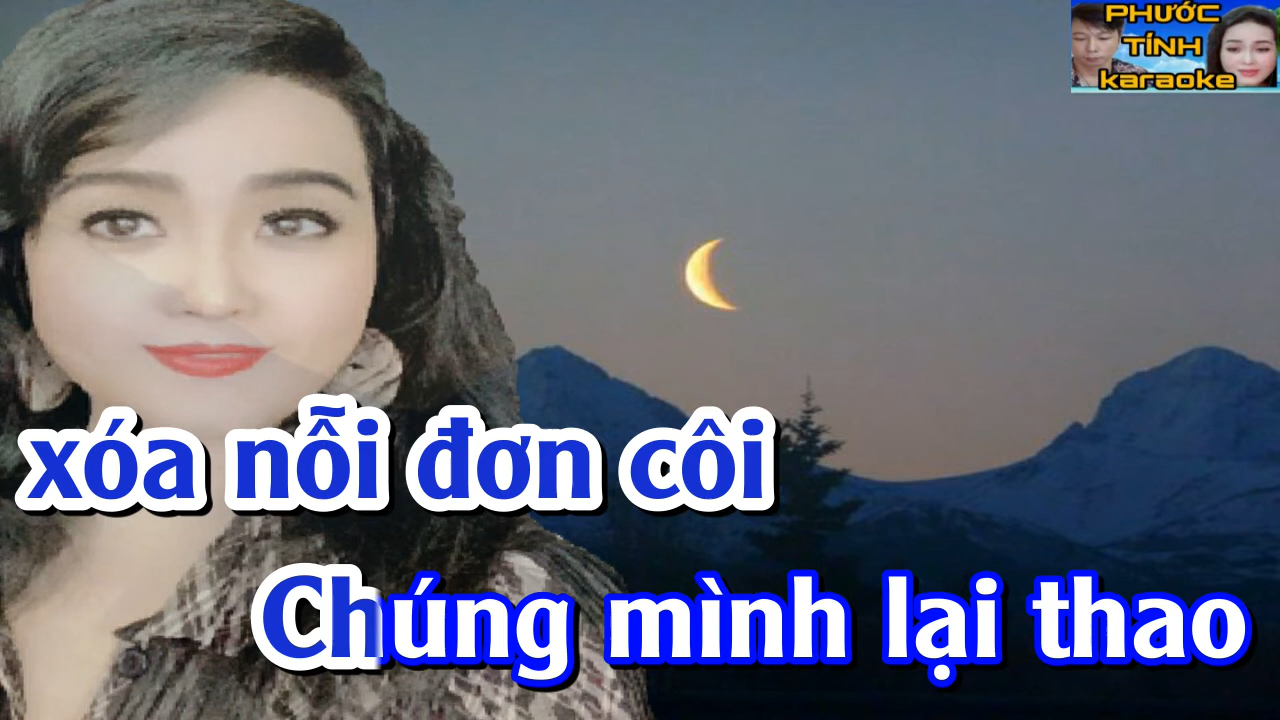 PHƯỚC
TÍNH
karaoke
xóa nỗi đơn côi
Chúng mình lại thao